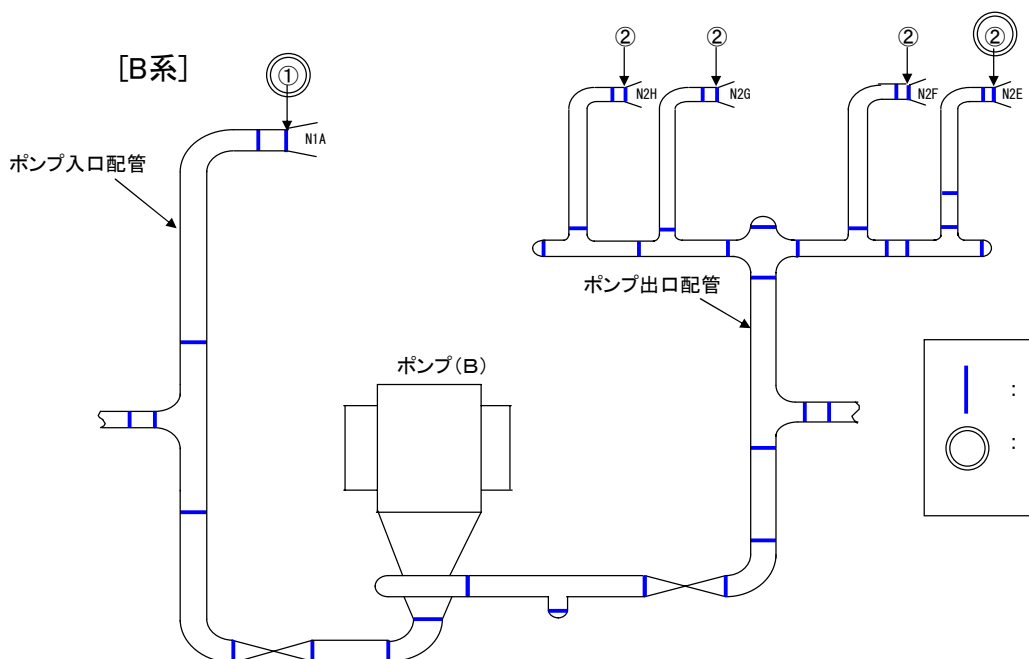 [B系]
①
②
②
②
②
N1A
N2H
N2G
N2F
N2E
ポンプ入口配管
ポンプ出口配管
ポンプ(B)
:
: